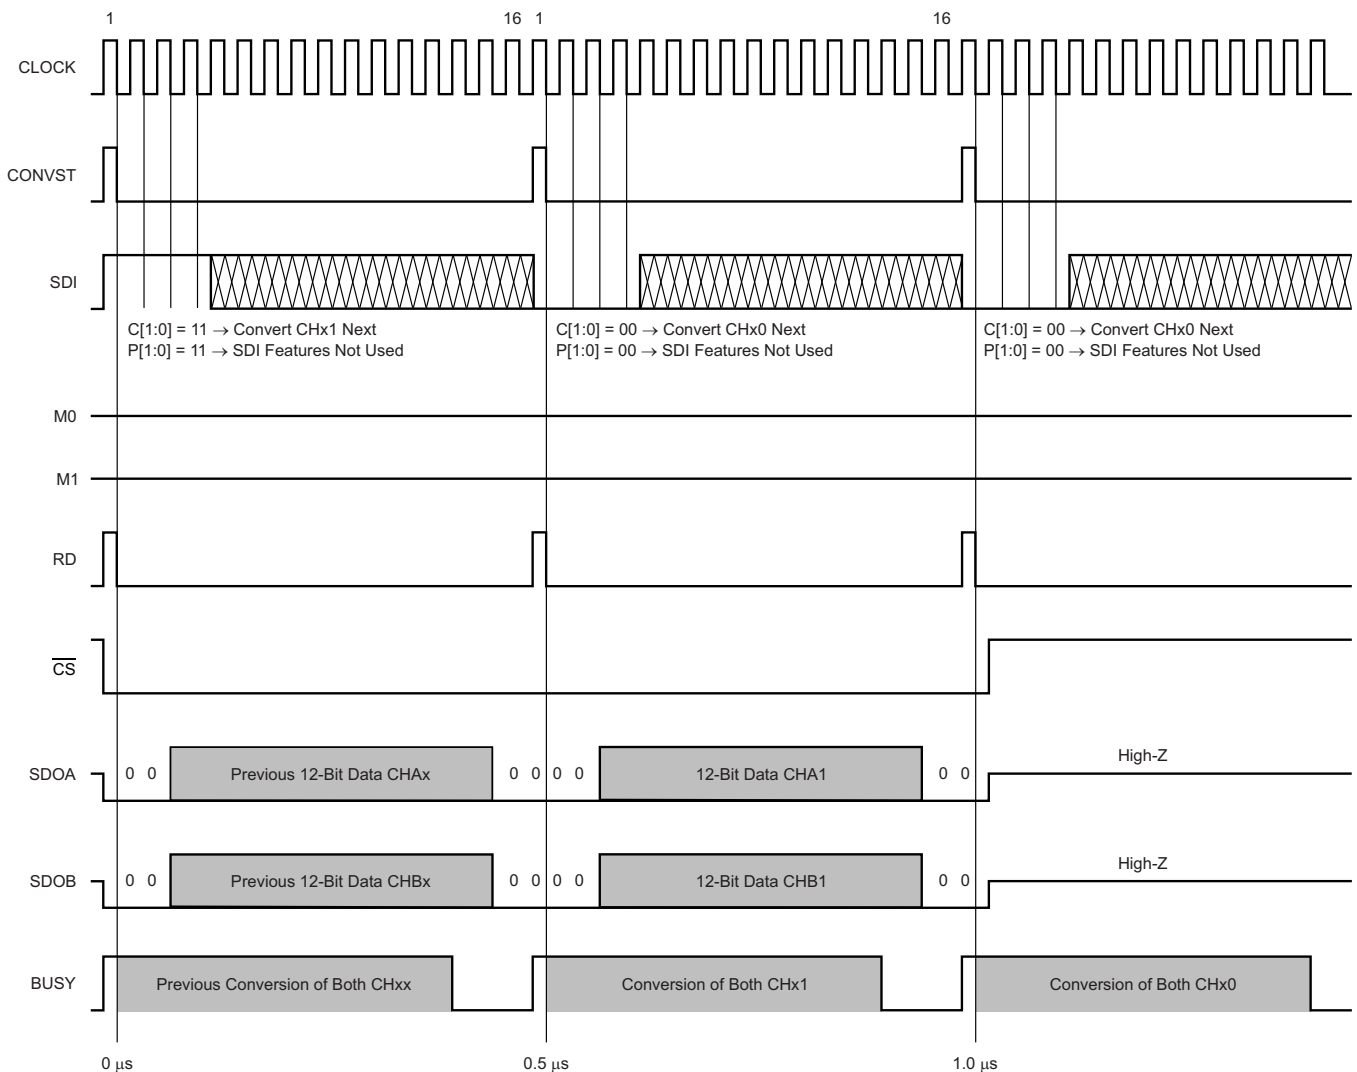 1 16 1 16
CLOCK
CONVST
SDI
C[1:0] = 11 → Convert CHx1 Next
P[1:0] = 11 → SDI Features Not Used
C[1:0] = 00 → Convert CHx0 Next
P[1:0] = 00 → SDI Features Not Used
C[1:0] = 00 → Convert CHx0 Next
P[1:0] = 00 → SDI Features Not Used
M0
M1
RD
CS
SDOA 0 0 Previous 12-Bit Data CHAx 0 0 0 0 12-Bit Data CHA1 0 0 High-Z
SDOB 0 0 Previous 12-Bit Data CHBx 0 0 0 0 12-Bit Data CHB1 0 0 High-Z
BUSY Previous Conversion of Both CHxx Conversion of Both CHx1 Conversion of Both CHx0
0 µs 0.5 µs 1.0 µs